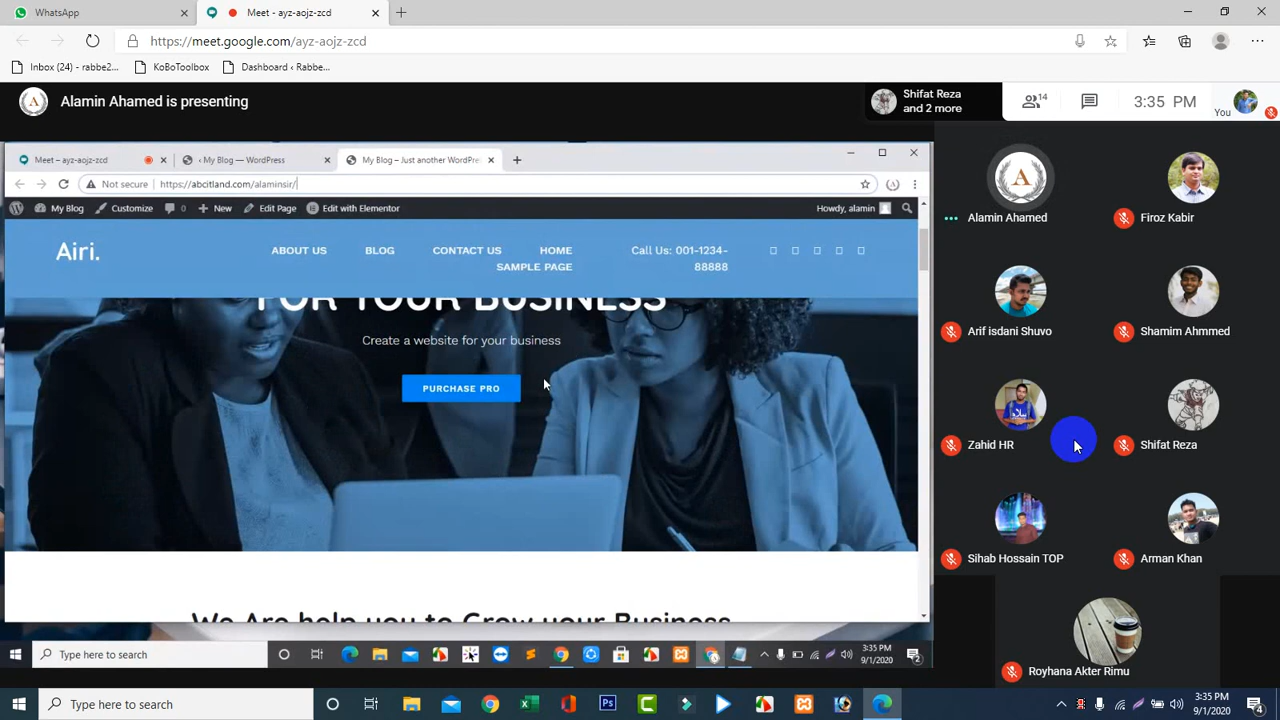 WhatsApp
Meet - ayz-aojz-zcd
https://meet.google.com/ayz-aojz-zcd
Inbox (24) - rabbe2...
KoBoToolbox
Dashboard ‹ Rabbe...
Alamin Ahamed is presenting
Shifat Reza
and 2 more
14
3:35 PM
You
Meet – ayz-aojz-zcd
‹ My Blog — WordPress
My Blog – Just another WordPre
Not secure
https://abcitland.com/alaminsir/
My Blog
Customize
0
New
Edit Page
Edit with Elementor
Howdy, alamin
Airi.
ABOUT US
BLOG
CONTACT US
HOME
SAMPLE PAGE
Call Us: 001-1234-
88888
FOR YOUR BUSINESS
Create a website for your business
PURCHASE PRO
We Are help you to Grow your Business
Type here to search
3:35 PM
9/1/2020
2
A
Alamin Ahamed
Firoz Kabir
Arif isdani Shuvo
Shamim Ahmmed
Zahid HR
Shifat Reza
Sihab Hossain TOP
Arman Khan
Royhana Akter Rimu
Type here to search
3:35 PM
9/1/2020
4